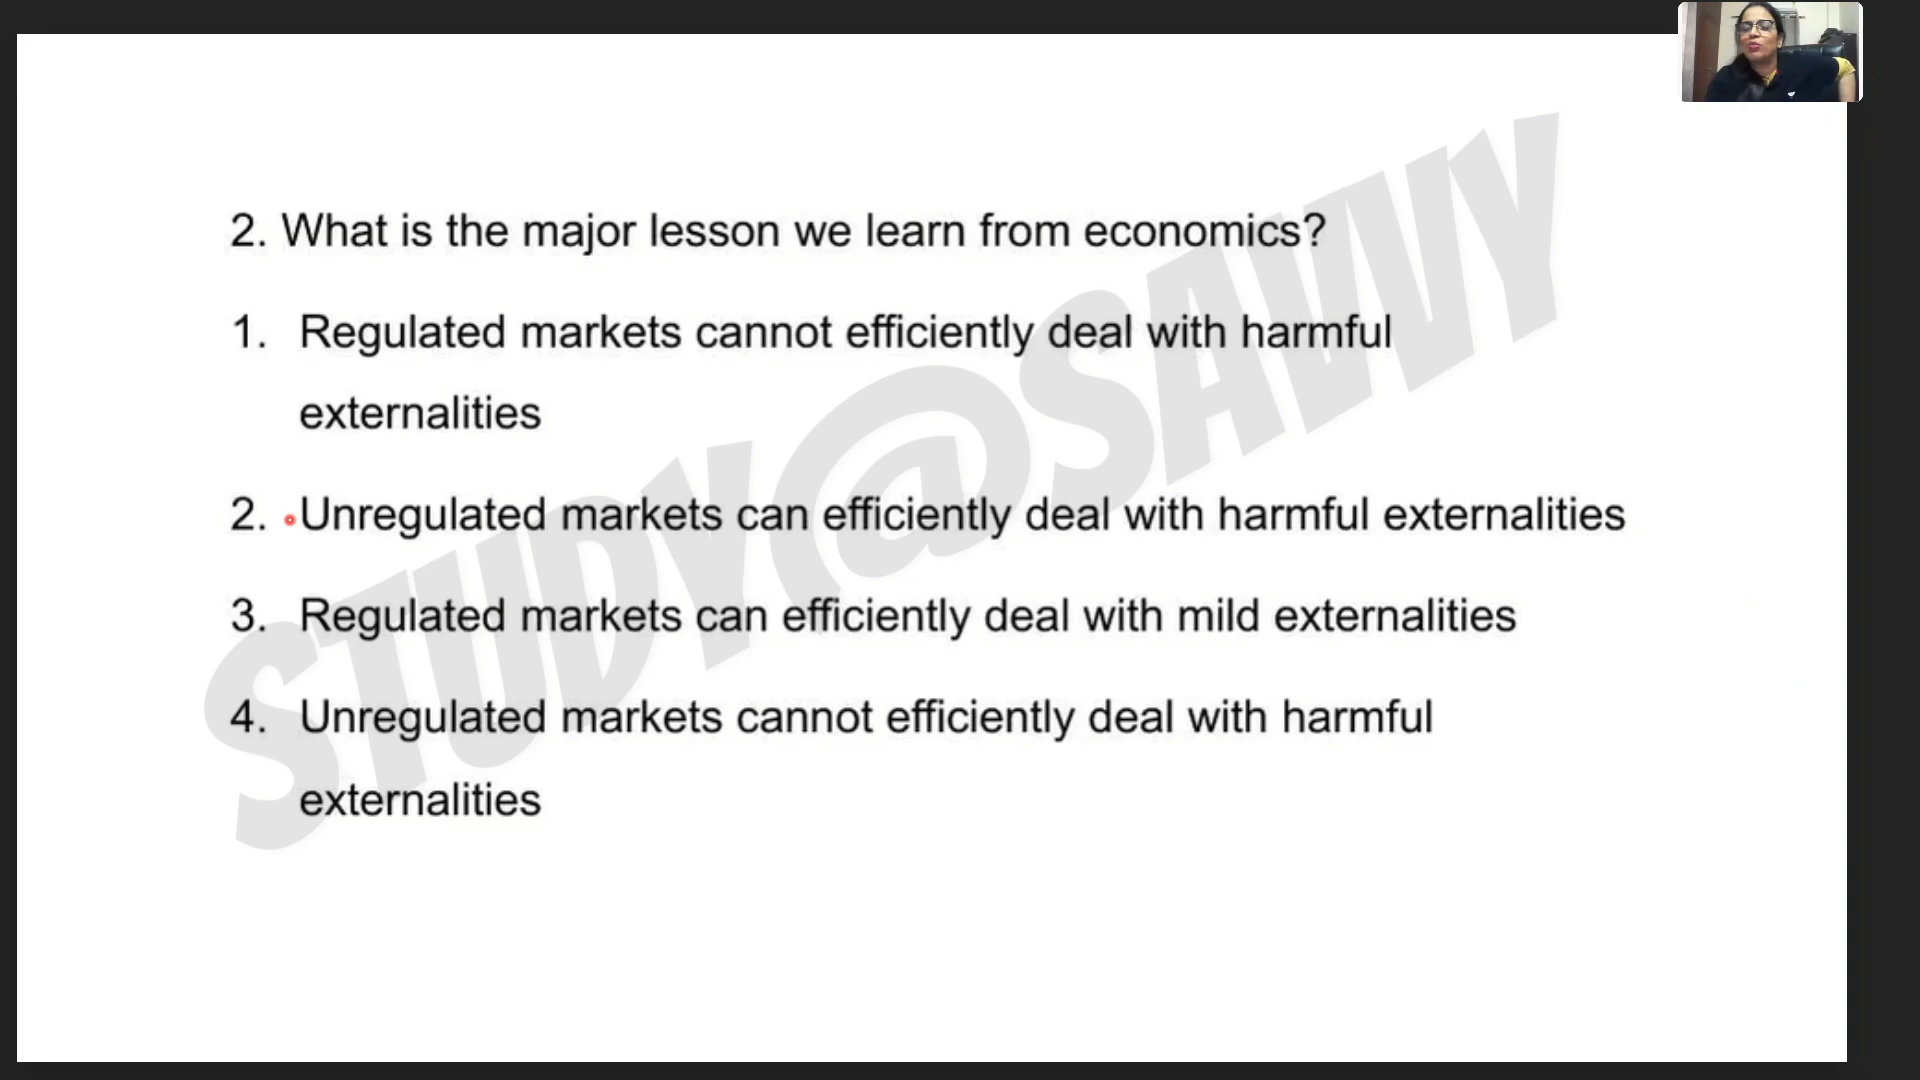 2. What is the major lesson we learn from economics?
1. Regulated markets cannot efficiently deal with harmful
externalities
2. Unregulated markets can efficiently deal with harmful externalities
3. Regulated markets can efficiently deal with mild externalities
4. Unregulated markets cannot efficiently deal with harmful
externalities
STUDY@SAVVY